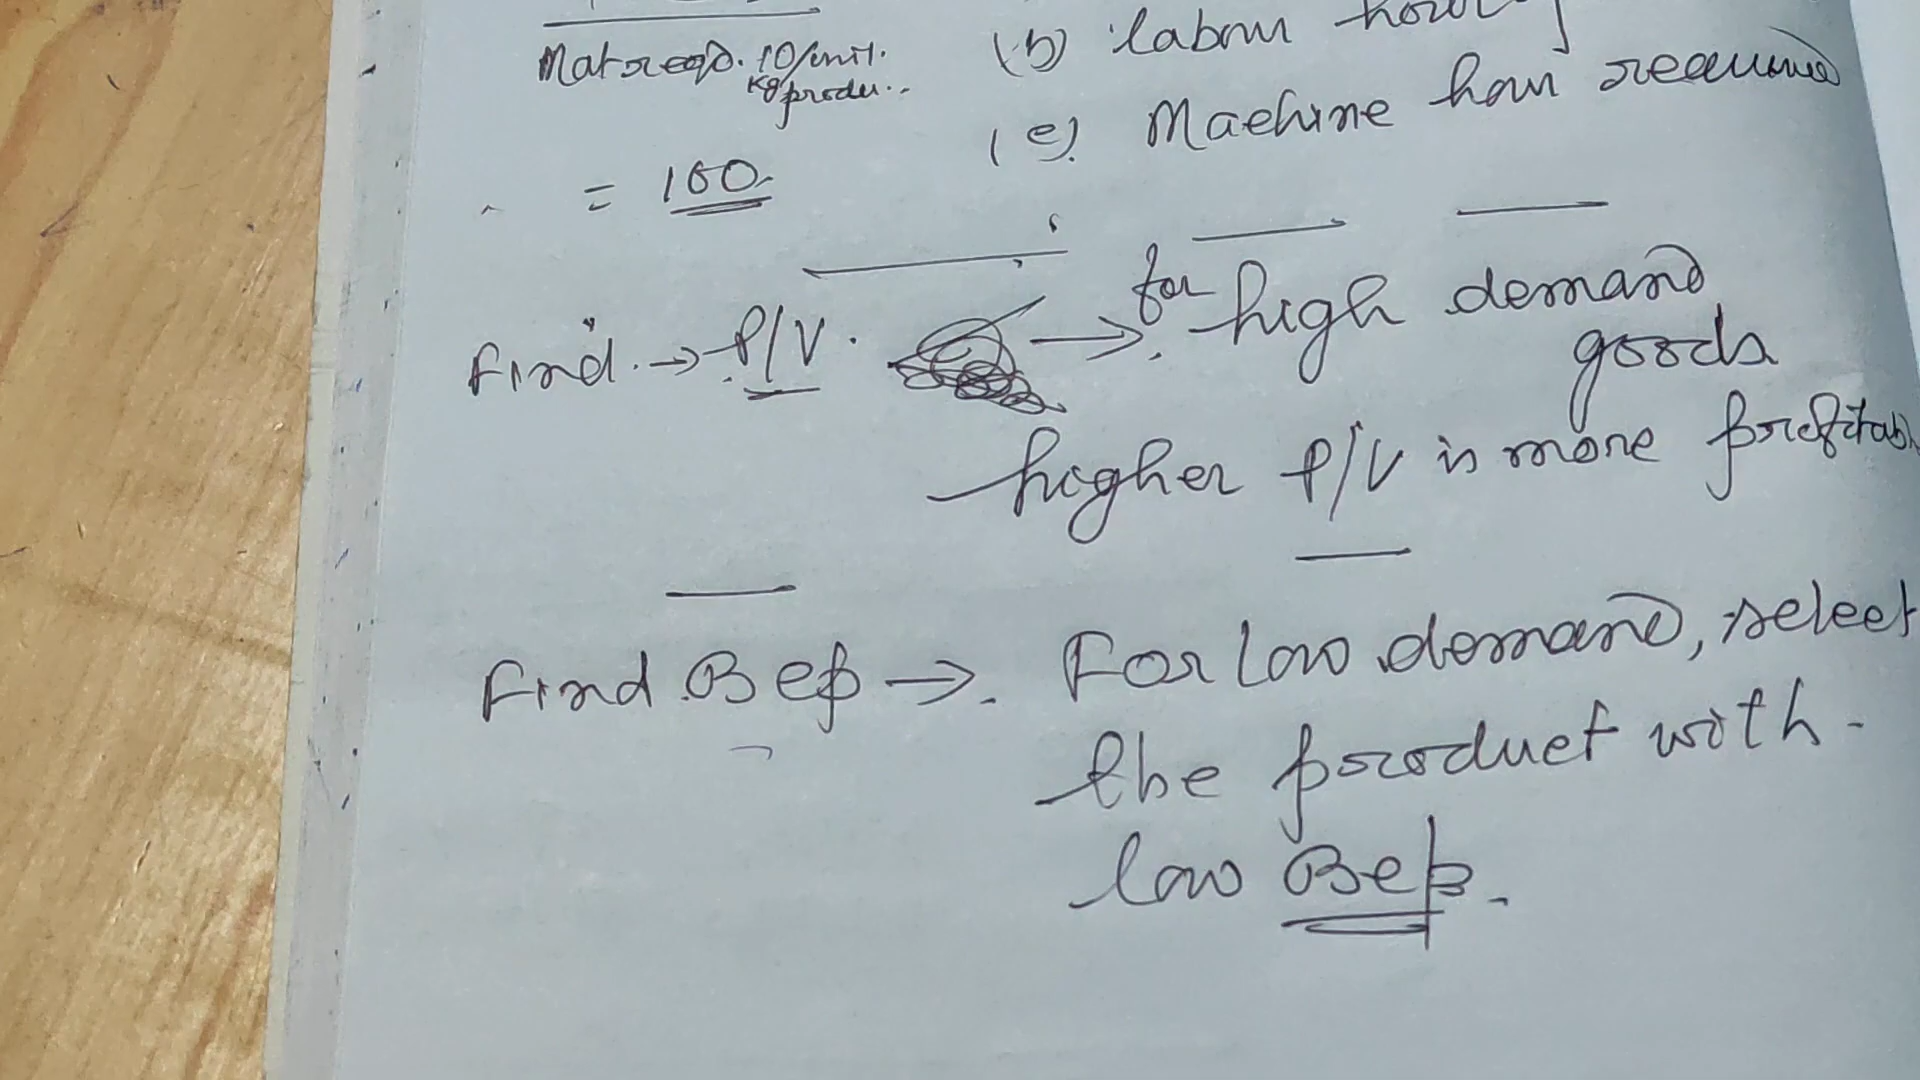 Mat reqd. 10/unit.
Kg produ..
= 100
(b) labour hour
(c) Machine hour required
Find. → P/V. → for high demand
goods
higher P/V is more profitab
Find Bep → For low demand, select
the product with
low Bep.